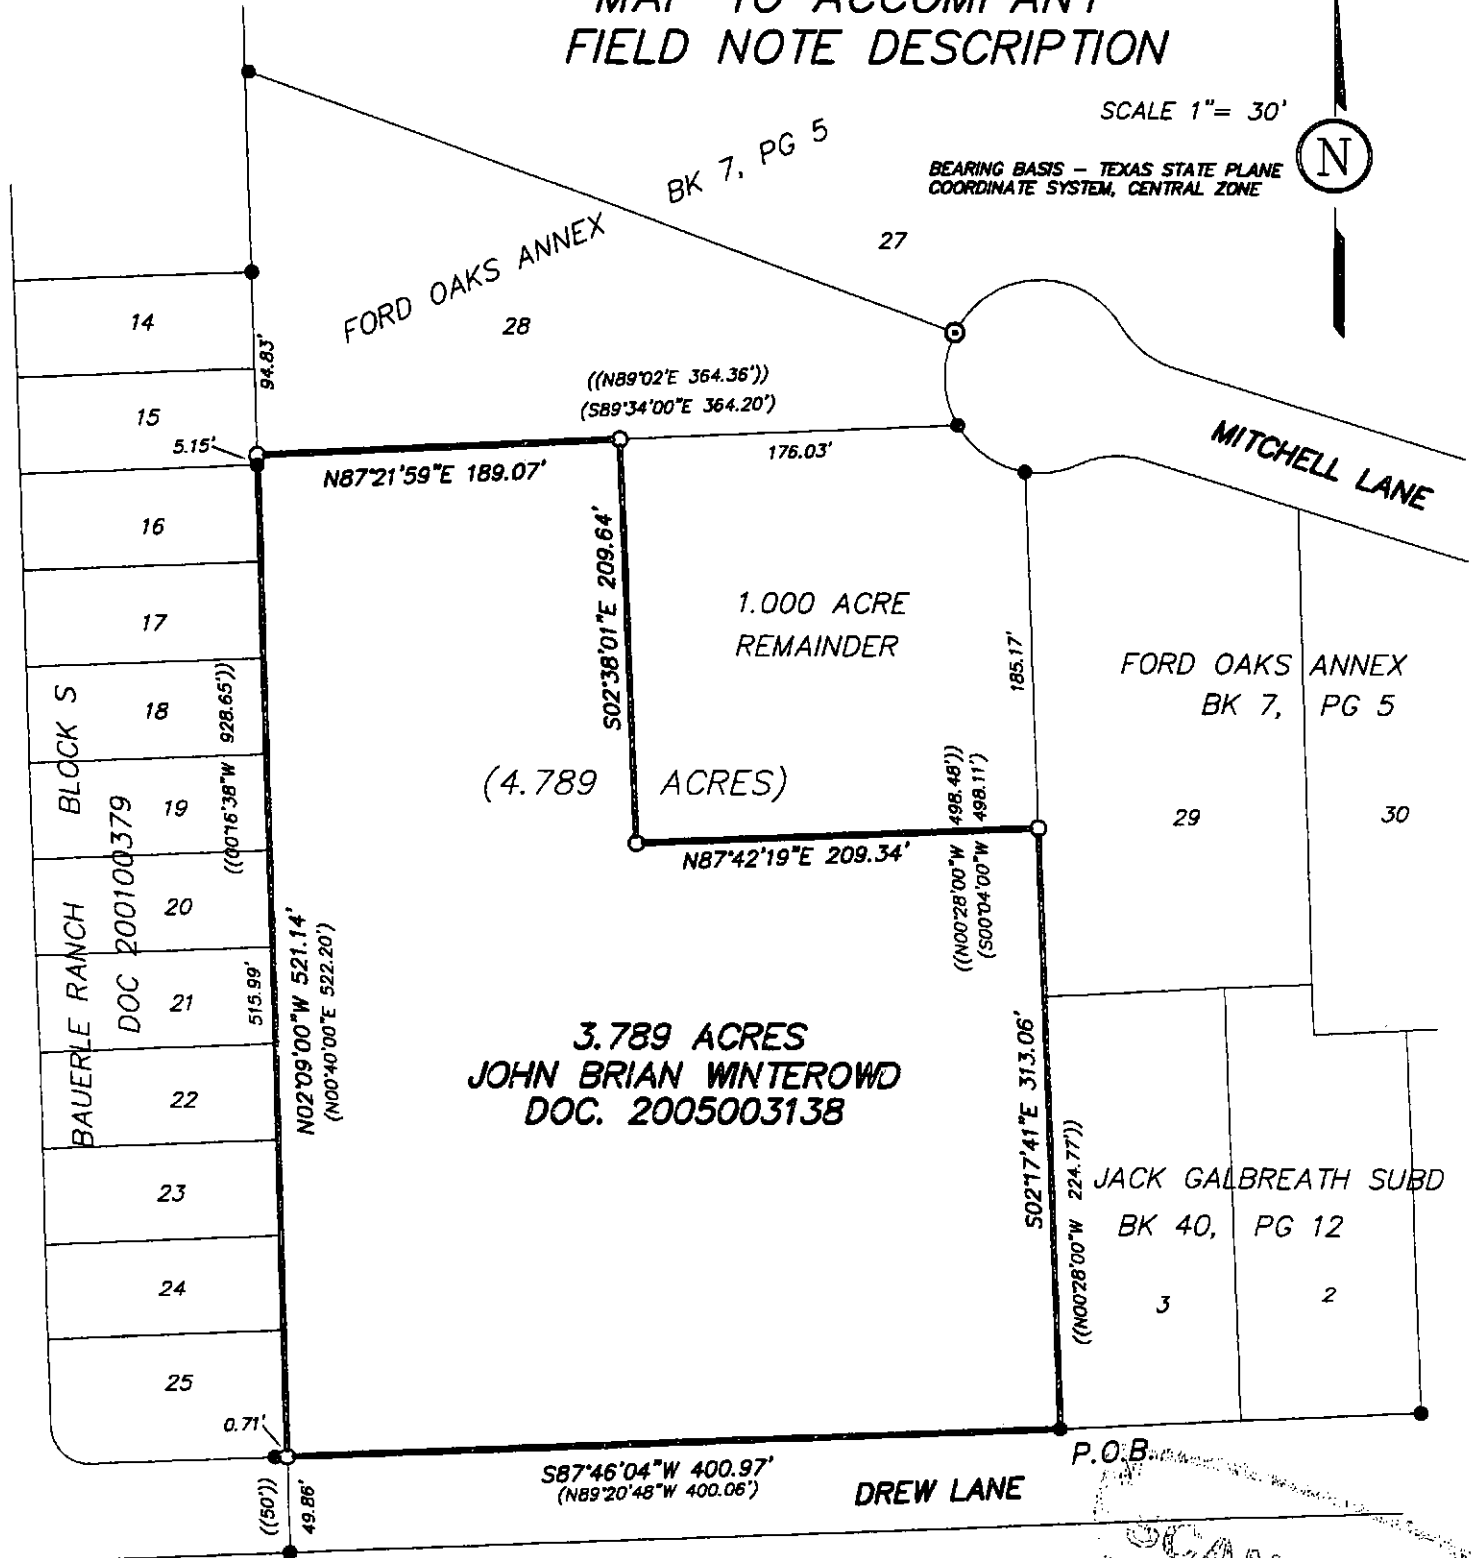 MAP TO ACCOMPANY
FIELD NOTE DESCRIPTION
SCALE 1"= 30'
BEARING BASIS – TEXAS STATE PLANE
COORDINATE SYSTEM, CENTRAL ZONE
N
BK 7, PG 5
FORD OAKS ANNEX
27
28
14
94.83'
15
5.15'
((N89°02'E 364.36'))
(S89°34'00"E 364.20')
N87°21'59"E 189.07'
176.03'
MITCHELL LANE
16
17
18
19
20
21
22
23
24
25
BLOCK S
BAUERLE RANCH
DOC 200100379
((00°16'38"W 928.65'))
515.99'
N02°09'00"W 521.14'
(N00°40'00"E 522.20')
S02°38'01"E 209.64'
1.000 ACRE
REMAINDER
185.17'
FORD OAKS ANNEX
BK 7, PG 5
29
30
(4.789 ACRES)
N87°42'19"E 209.34'
((N00°28'00"W 498.48'))
(S00°04'00"W 498.11')
3.789 ACRES
JOHN BRIAN WINTEROWD
DOC. 2005003138
S02°17'41"E 313.06'
((N00°28'00"W 224.77'))
JACK GALBREATH SUBD
BK 40, PG 12
3
2
0.71'
S87°46'04"W 400.97'
(N89°20'48"W 400.06')
P.O.B.
DREW LANE
((50'))
49.86'